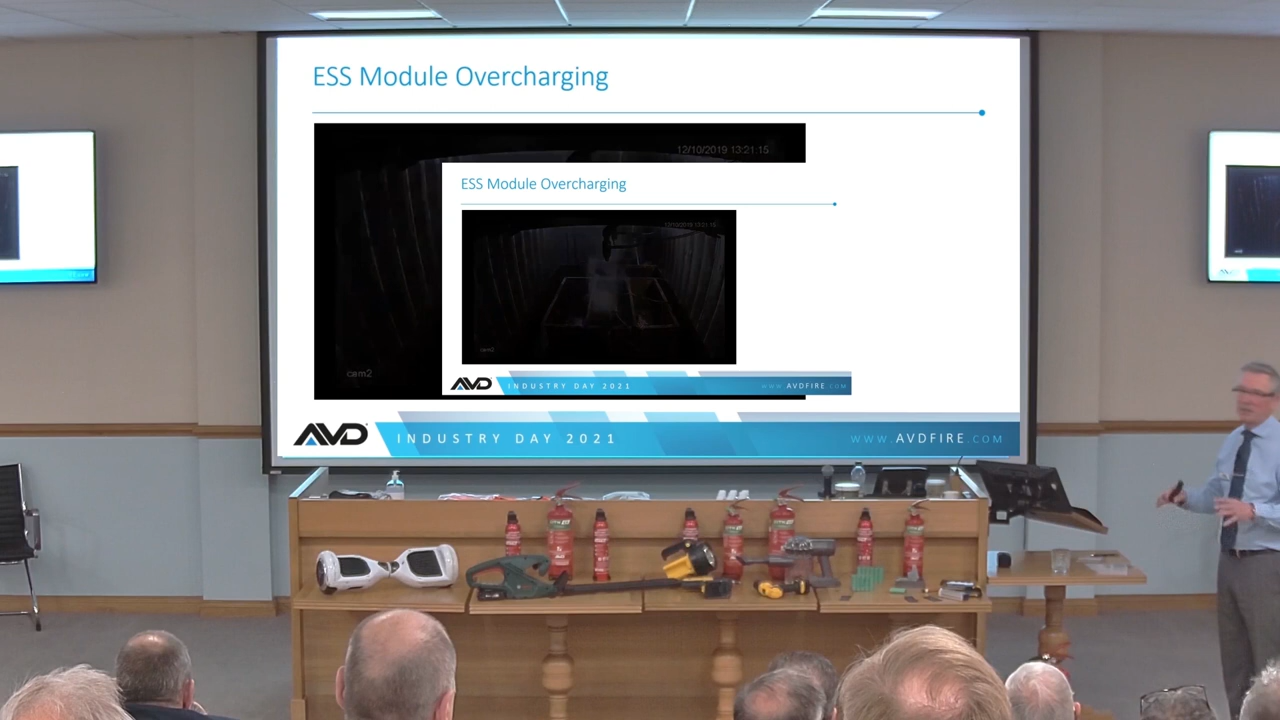 ESS Module Overcharging
12/10/2019 13:21:15
ESS Module Overcharging
cam2
cam2
AVD INDUSTRY DAY 2021 WWW.AVDFIRE.COM
AVD INDUSTRY DAY 2021 WWW.AVDFIRE.COM